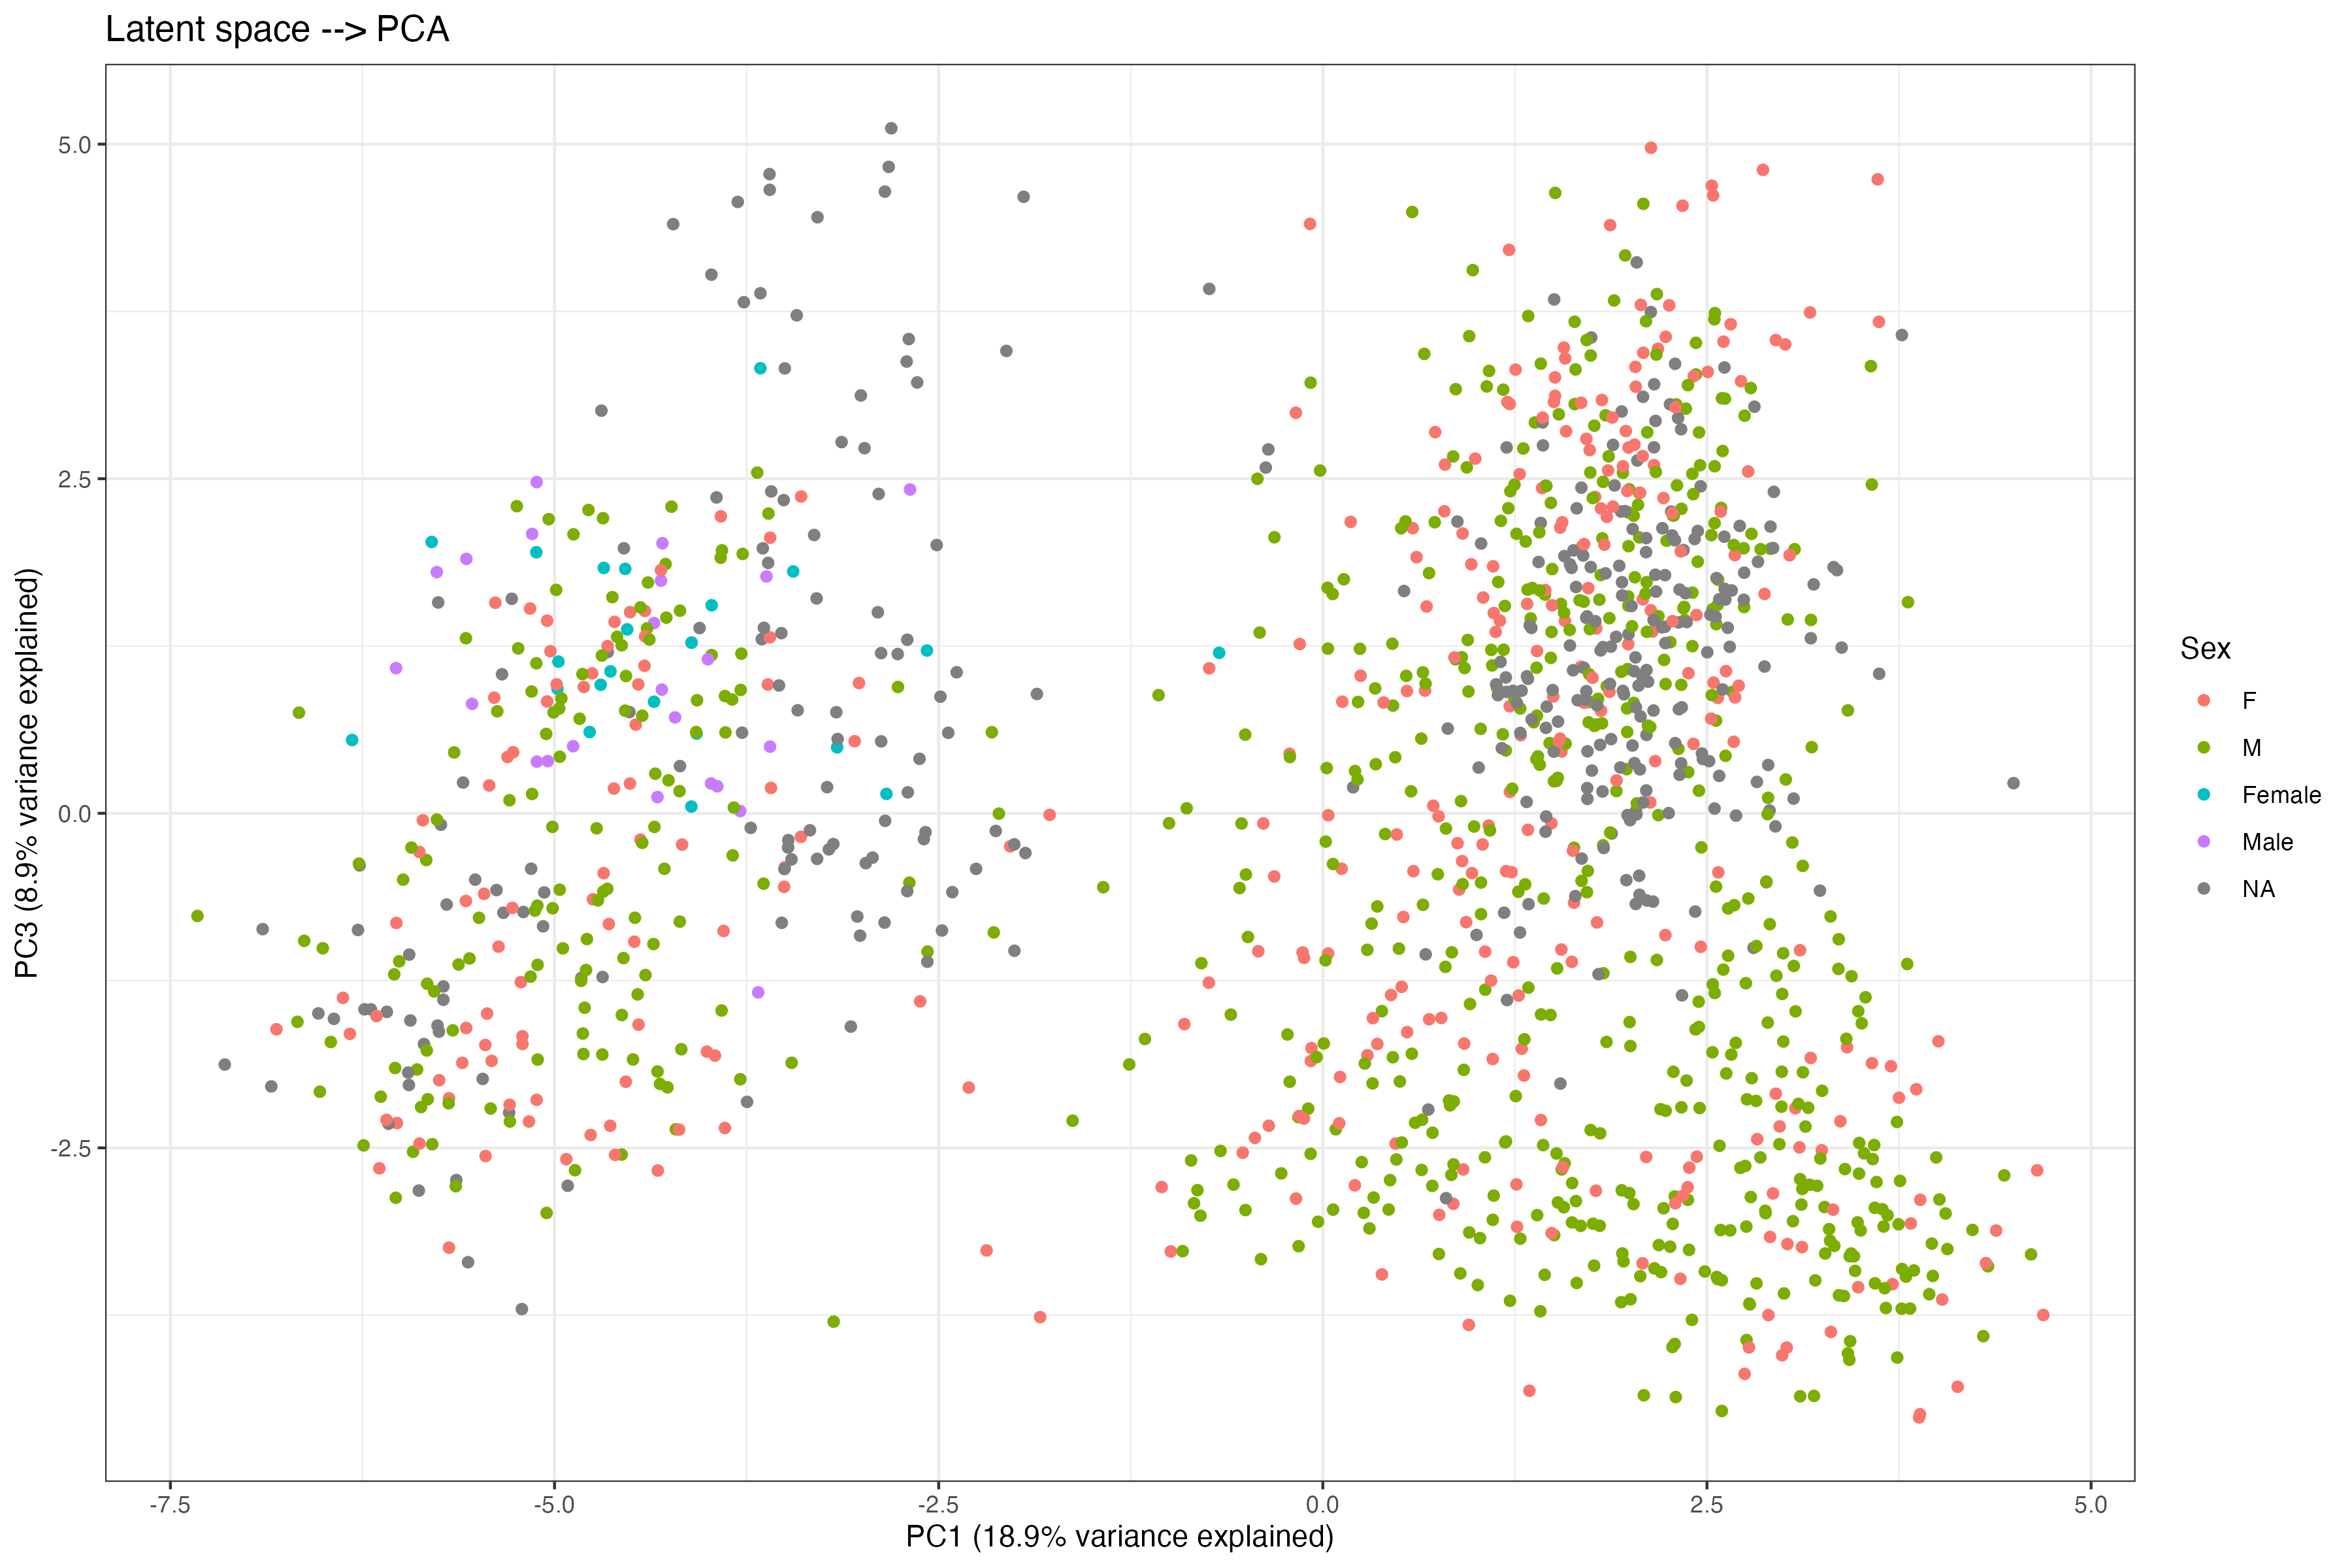 Latent space --> PCA
PC3 (8.9% variance explained)
5.0
2.5
0.0
-2.5
-7.5
-5.0
-2.5
0.0
2.5
5.0
PC1 (18.9% variance explained)
Sex
F
M
Female
Male
NA